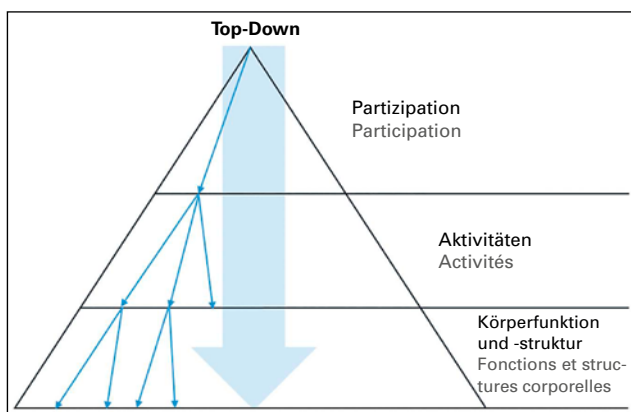 Top-Down
Partizipation
Participation
Aktivitäten
Activités
Körperfunktion
und -struktur
Fonctions et struc-
tures corporelles